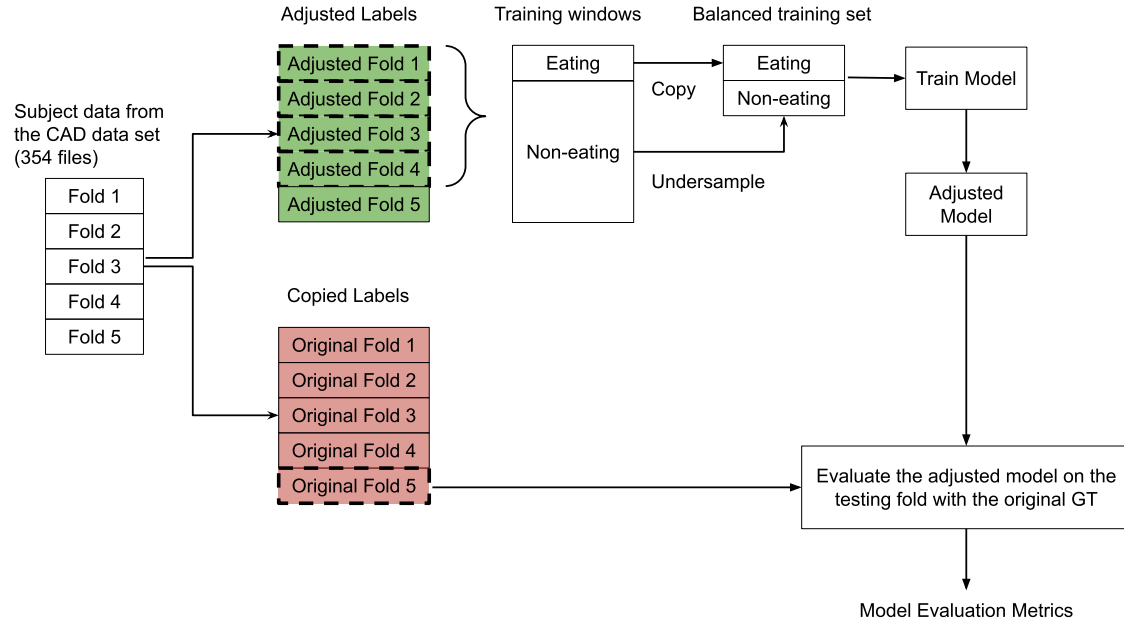 Adjusted Labels
Training windows
Balanced training set
Adjusted Fold 1
Adjusted Fold 2
Adjusted Fold 3
Adjusted Fold 4
Adjusted Fold 5
Eating
Non-eating
Copy
Undersample
Eating
Non-eating
Train Model
Adjusted
Model
Subject data from
the CAD data set
(354 files)
Fold 1
Fold 2
Fold 3
Fold 4
Fold 5
Copied Labels
Original Fold 1
Original Fold 2
Original Fold 3
Original Fold 4
Original Fold 5
Evaluate the adjusted model on the
testing fold with the original GT
Model Evaluation Metrics